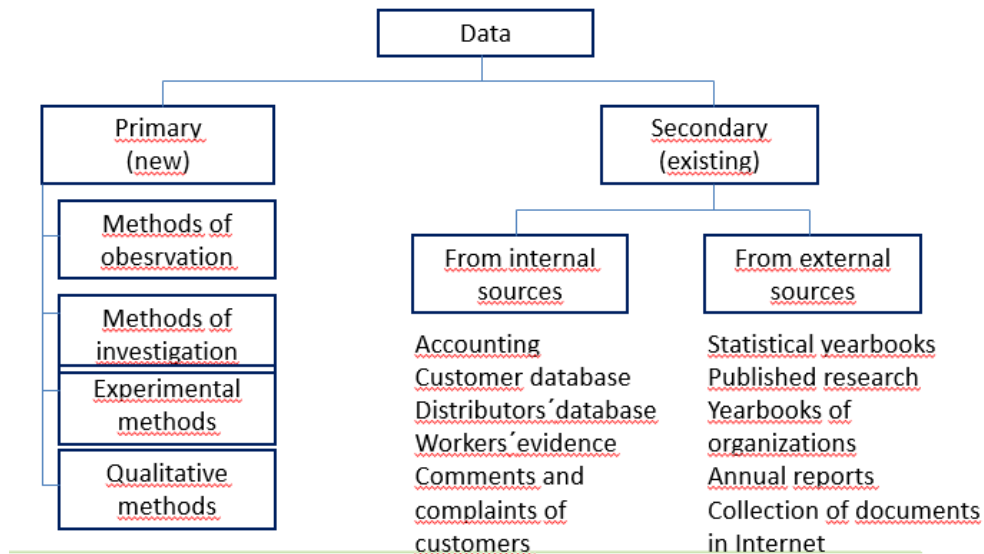 Data
Primary
(new)
Secondary
(existing)
Methods of
obesrvation
Methods of
investigation
Experimental
methods
Qualitative
methods
From internal
sources
Accounting
Customer database
Distributors´database
Workers´evidence
Comments and
complaints of
customers
From external
sources
Statistical yearbooks
Published research
Yearbooks of
organizations
Annual reports
Collection of documents
in Internet